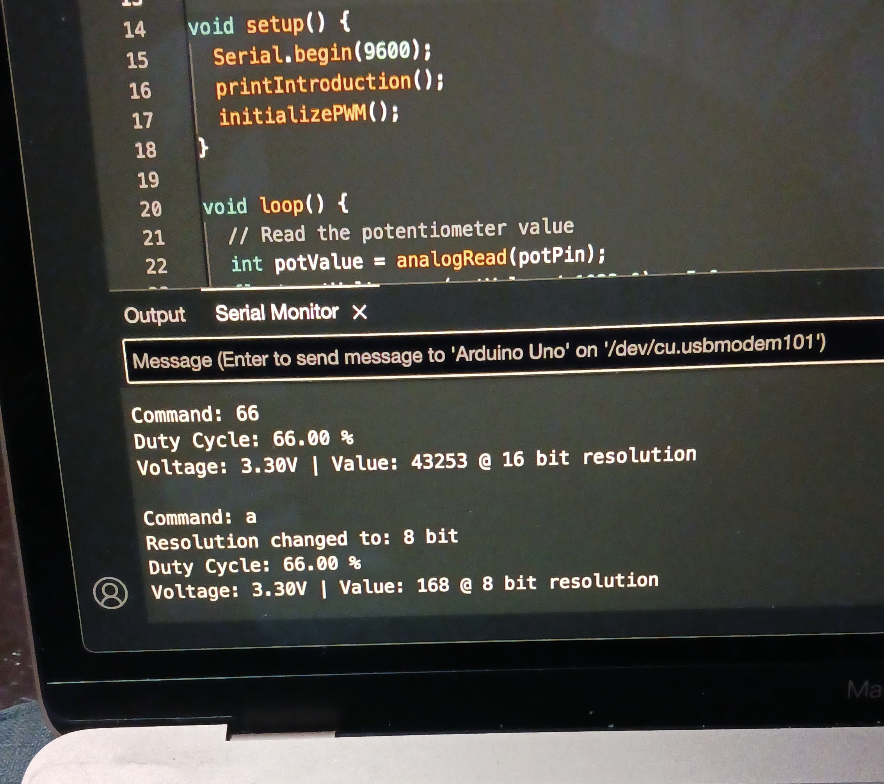 14 void setup() {
15 Serial.begin(9600);
16 printIntroduction();
17 initializePWM();
18 }
19
20 void loop() {
21 // Read the potentiometer value
22 int potValue = analogRead(potPin);
Output Serial Monitor ×
Message (Enter to send message to 'Arduino Uno' on '/dev/cu.usbmodem101')
Command: 66
Duty Cycle: 66.00 %
Voltage: 3.30V | Value: 43253 @ 16 bit resolution
Command: a
Resolution changed to: 8 bit
Duty Cycle: 66.00 %
Voltage: 3.30V | Value: 168 @ 8 bit resolution
Ma